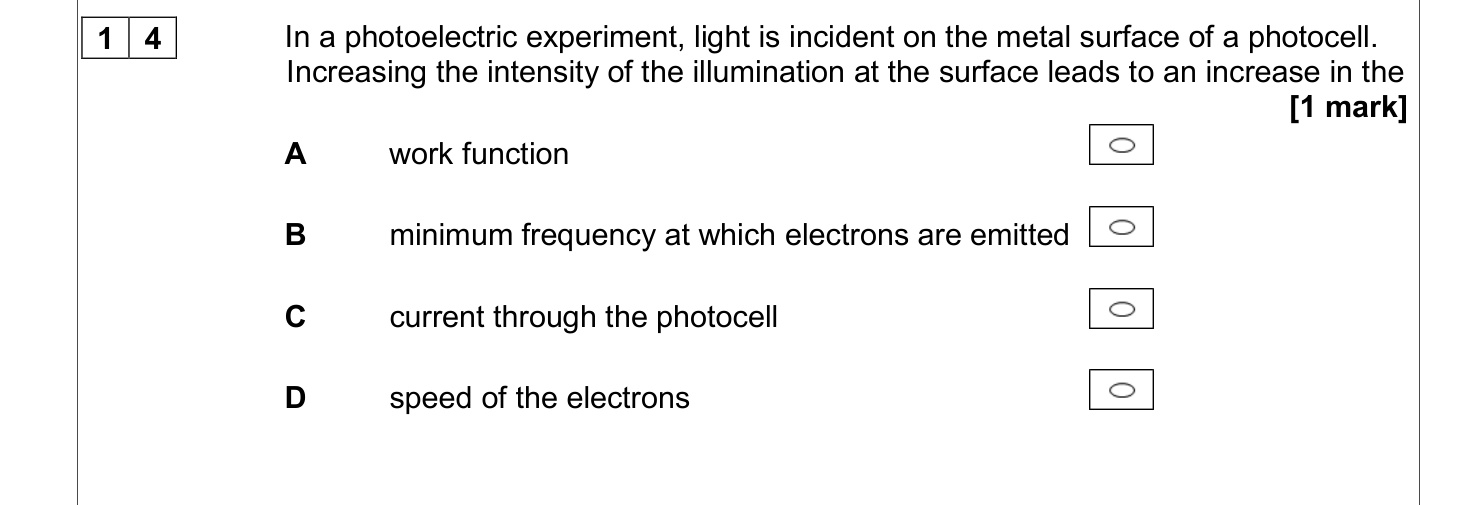 14 In a photoelectric experiment, light is incident on the metal surface of a photocell.
Increasing the intensity of the illumination at the surface leads to an increase in the
[1 mark]
A work function
B minimum frequency at which electrons are emitted
C current through the photocell
D speed of the electrons